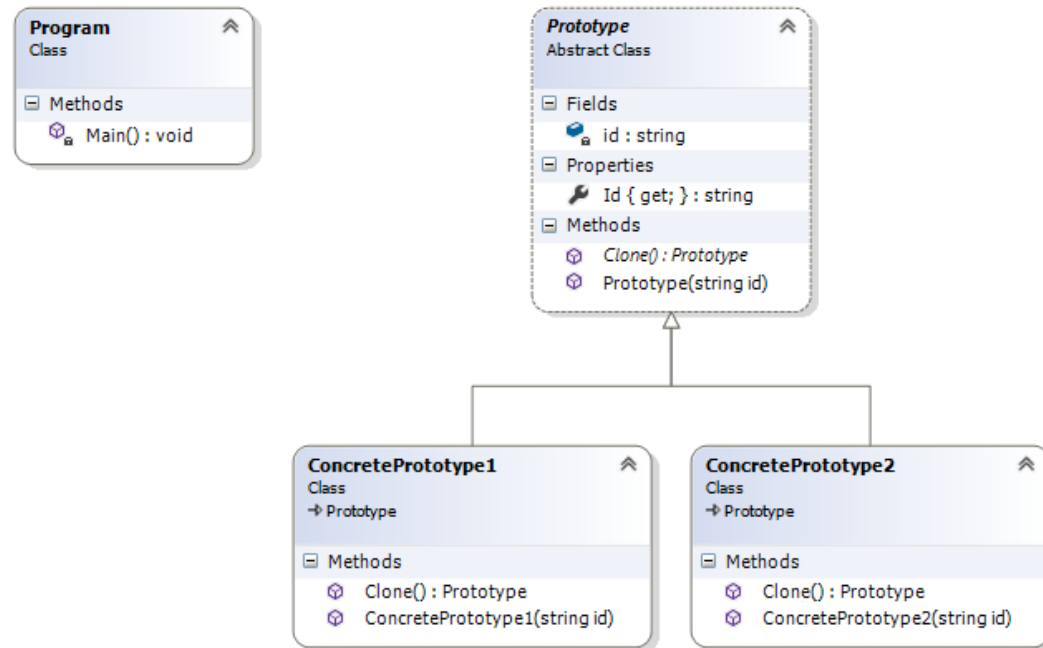 Program
Class
Methods
Main() : void
Prototype
Abstract Class
Fields
id : string
Properties
Id { get; } : string
Methods
Clone() : Prototype
Prototype(string id)
ConcretePrototype1
Class
Prototype
Methods
Clone() : Prototype
ConcretePrototype1(string id)
ConcretePrototype2
Class
Prototype
Methods
Clone() : Prototype
ConcretePrototype2(string id)